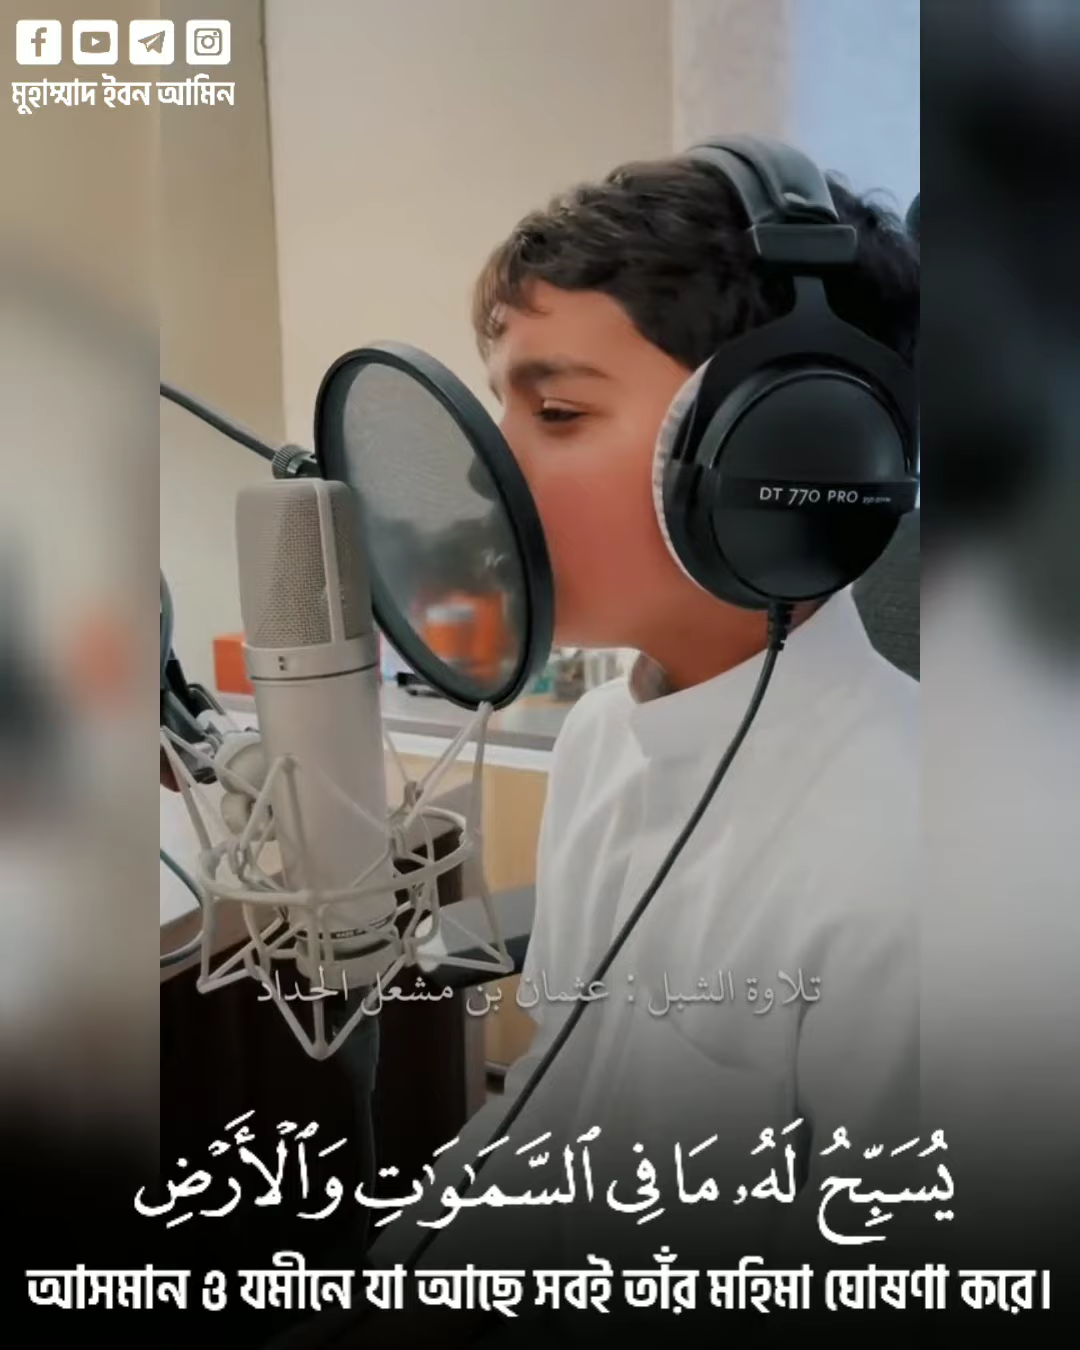 মুহাম্মাদ ইবন আমিন
DT 770 PRO
تلاوة الشبل : عثمان بن مشعل الحداد
يُسَبِّحُ لَهُۥ مَا فِى ٱلسَّمَـٰوَٰتِ وَٱلْأَرْضِ
আসমান ও যমীনে যা আছে সবই তাঁর মহিমা ঘোষণা করে।